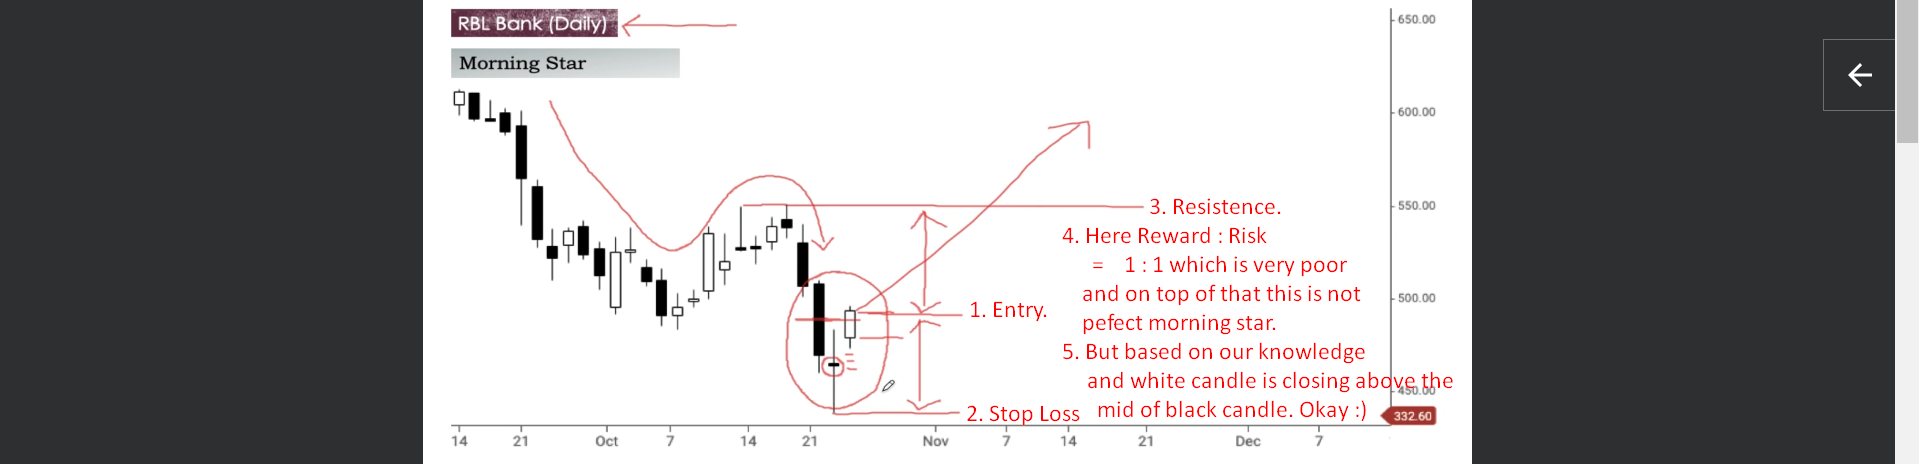 RBL Bank (Daily)
Morning Star
650.00
600.00
3. Resistence.
550.00
4. Here Reward : Risk
= 1 : 1 which is very poor
and on top of that this is not
pefect morning star.
500.00
1. Entry.
5. But based on our knowledge
and white candle is closing above the
mid of black candle. Okay :)
450.00
2. Stop Loss
332.60
14 21 Oct 7 14 21 Nov 7 14 21 Dec 7